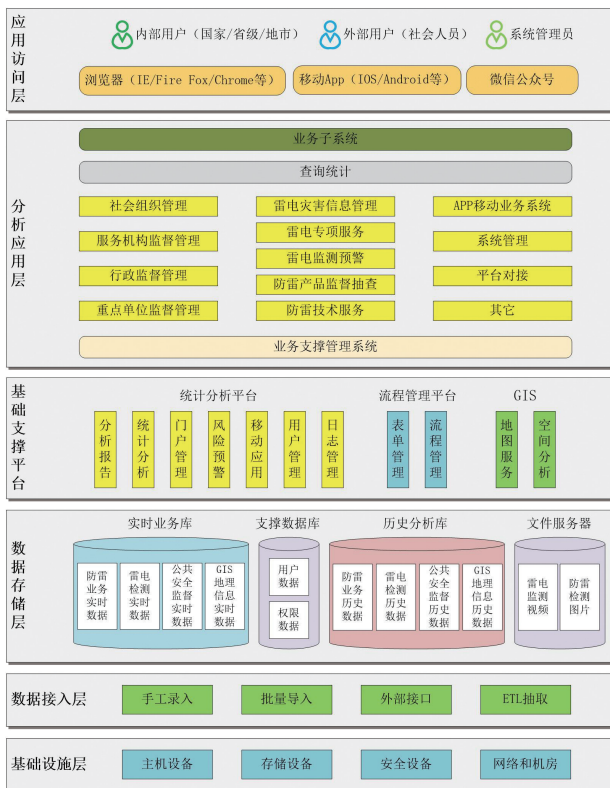 应用访问层
内部用户（国家/省级/地市）
外部用户（社会人员）
系统管理员
浏览器（IE/Fire Fox/Chrome等）
移动App（IOS/Android等）
微信公众号
分析应用层
业务子系统
查询统计
社会组织管理
雷电灾害信息管理
APP移动业务系统
服务机构监督管理
雷电专项服务
系统管理
行政监督管理
雷电监测预警
平台对接
重点单位监督管理
防雷产品监督抽查
防雷技术服务
其它
业务支撑管理系统
基础支撑平台
统计分析平台
流程管理平台
GIS
分析报告
统计分析
门户管理
风险预警
移动应用
用户管理
日志管理
表单管理
流程管理
地图服务
空间分析
数据存储层
实时业务库
支撑数据库
历史分析库
文件服务器
防雷业务实时数据
雷电检测实时数据
公共安全监督实时数据
GIS地理信息实时数据
用户数据
权限数据
防雷业务历史数据
雷电检测历史数据
公共安全监督历史数据
GIS地理信息历史数据
雷电监测视频
防雷检测图片
数据接入层
手工录入
批量导入
外部接口
ETL抽取
基础设施层
主机设备
存储设备
安全设备
网络和机房